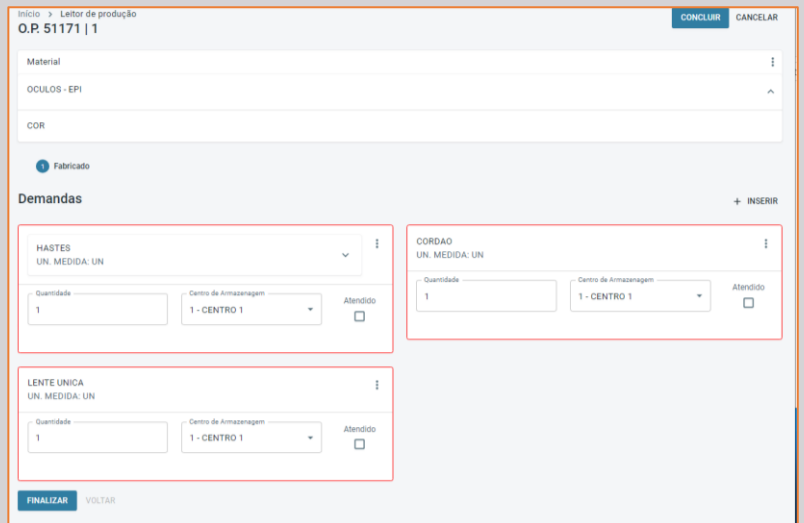 Início > Leitor de produção
O.P. 51171 | 1
CONCLUIR CANCELAR
Material
OCULOS - EPI
COR
1 Fabricado
Demandas
+ INSERIR
HASTES
UN. MEDIDA: UN
Quantidade
1
Centro de Armazenagem
1 - CENTRO 1
Atendido
CORDAO
UN. MEDIDA: UN
Quantidade
1
Centro de Armazenagem
1 - CENTRO 1
Atendido
LENTE UNICA
UN. MEDIDA: UN
Quantidade
1
Centro de Armazenagem
1 - CENTRO 1
Atendido
FINALIZAR VOLTAR